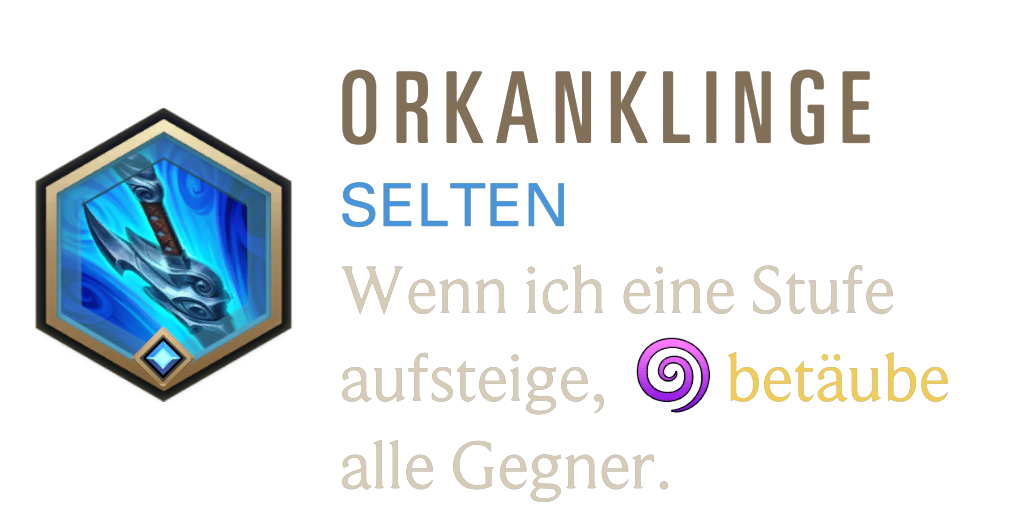 ORKANKLINGE
SELTEN
Wenn ich eine Stufe
aufsteige, betäube
alle Gegner.